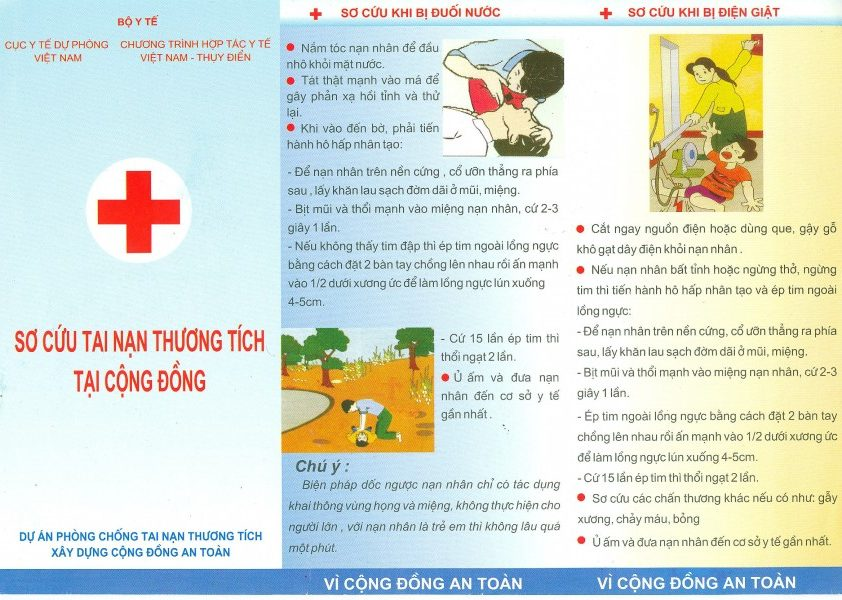 BỘ Y TẾ
CỤC Y TẾ DỰ PHÒNG
VIỆT NAM
CHƯƠNG TRÌNH HỢP TÁC Y TẾ
VIỆT NAM - THỤY ĐIỂN
SƠ CỨU TAI NẠN THƯƠNG TÍCH
TẠI CỘNG ĐỒNG
DỰ ÁN PHÒNG CHỐNG TAI NẠN THƯƠNG TÍCH
XÂY DỰNG CỘNG ĐỒNG AN TOÀN
SƠ CỨU KHI BỊ ĐUỐI NƯỚC
Nắm tóc nạn nhân để đầu
nhô khỏi mặt nước.
Tát thật mạnh vào má để
gây phản xạ hồi tỉnh và thử
lại.
Khi vào đến bờ, phải tiến
hành hô hấp nhân tạo:
- Để nạn nhân trên nền cứng , cổ ưỡn thẳng ra phía
sau , lấy khăn lau sạch đờm dãi ở mũi, miệng.
- Bịt mũi và thổi mạnh vào miệng nạn nhân, cứ 2-3
giây 1 lần.
- Nếu không thấy tim đập thì ép tim ngoài lồng ngực
bằng cách đặt 2 bàn tay chồng lên nhau rồi ấn mạnh
vào 1/2 dưới xương ức để làm lồng ngực lún xuống
4-5cm.
- Cứ 15 lần ép tim thì
thổi ngạt 2 lần.
Ủ ấm và đưa nạn
nhân đến cơ sở y tế
gần nhất .
Chú ý :
Biện pháp dốc ngược nạn nhân chỉ có tác dụng
khai thông vùng họng và miệng, không thực hiện cho
người lớn , với nạn nhân là trẻ em thì không lâu quá
một phút.
VÌ CỘNG ĐỒNG AN TOÀN
SƠ CỨU KHI BỊ ĐIỆN GIẬT
Cắt ngay nguồn điện hoặc dùng que, gậy gỗ
khô gạt dây điện khỏi nạn nhân .
Nếu nạn nhân bất tỉnh hoặc ngừng thở, ngừng
tim thì tiến hành hô hấp nhân tạo và ép tim ngoài
lồng ngực:
- Để nạn nhân trên nền cứng, cổ ưỡn thẳng ra phía
sau, lấy khăn lau sạch đờm dãi ở mũi, miệng.
- Bịt mũi và thổi mạnh vào miệng nạn nhân, cứ 2-3
giây 1 lần.
- Ép tim ngoài lồng ngực bằng cách đặt 2 bàn tay
chồng lên nhau rồi ấn mạnh vào 1/2 dưới xương ức
để làm lồng ngực lún xuống 4-5cm.
- Cứ 15 lần ép tim thì thổi ngạt 2 lần.
Sơ cứu các chấn thương khác nếu có như: gẫy
xương, chảy máu, bỏng
Ủ ấm và đưa nạn nhân đến cơ sở y tế gần nhất.
VÌ CỘNG ĐỒNG AN TOÀN